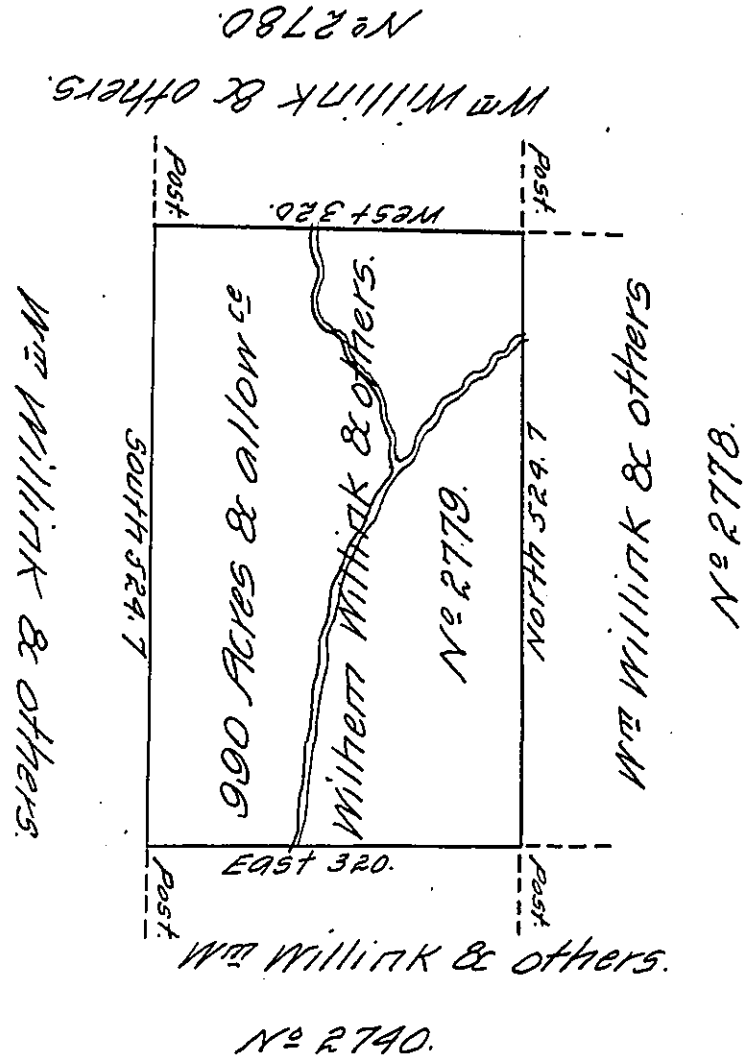 Nº 2780.
Wm Willink & others.
Post.
Post.
West 320.
Wm Willink & others.
South 524.7
990 Acres & allowce
Wilhem Willink & others.
Nº 2779.
North 524.7
Wm Willink & others
Nº 2778.
East 320.
Post.
Post.
Wm Willink & others.
Nº 2740.